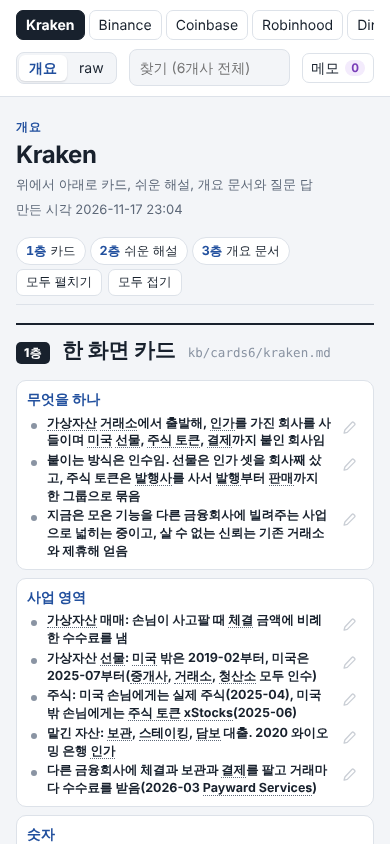 Kraken Binance Coinbase Robinhood Dir
개요 raw 찾기 (6개사 전체) 메모 0
개요
Kraken
위에서 아래로 카드, 쉬운 해설, 개요 문서와 질문 답
만든 시각 2026-11-17 23:04
1층 카드 2층 쉬운 해설 3층 개요 문서
모두 펼치기 모두 접기
1층 한 화면 카드 kb/cards6/kraken.md
무엇을 하나
가상자산 거래소에서 출발해, 인가를 가진 회사를 사
들이며 미국 선물, 주식 토큰, 결제까지 붙인 회사임
붙이는 방식은 인수임. 선물은 인가 셋을 회사째 샀
고, 주식 토큰은 발행사를 사서 발행부터 판매까지
한 그룹으로 묶음
지금은 모은 기능을 다른 금융회사에 빌려주는 사업
으로 넓히는 중이고, 살 수 없는 신뢰는 기존 거래소
와 제휴해 얻음
사업 영역
가상자산 매매: 손님이 사고팔 때 체결 금액에 비례
한 수수료를 냄
가상자산 선물: 미국 밖은 2019-02부터, 미국은
2025-07부터(중개사, 거래소, 청산소 모두 인수)
주식: 미국 손님에게는 실제 주식(2025-04), 미국
밖 손님에게는 주식 토큰 xStocks(2025-06)
맡긴 자산: 보관, 스테이킹, 담보 대출. 2020 와이오
밍 은행 인가
다른 금융회사에 체결과 보관과 결제를 팔고 거래마
다 수수료를 받음(2026-03 Payward Services)
숫자